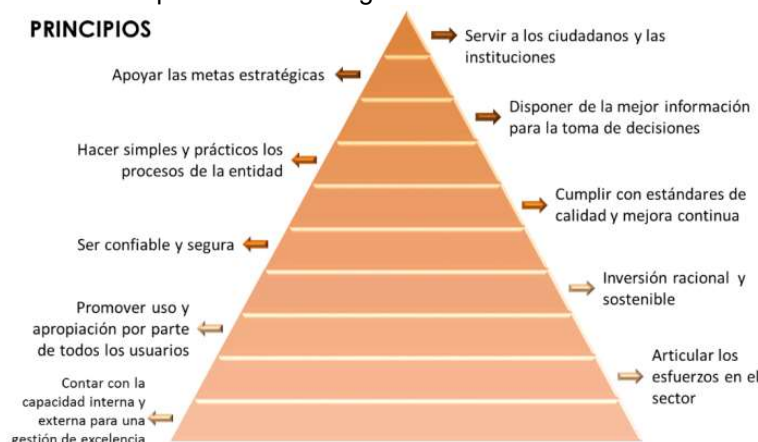 PRINCIPIOS
Servir a los ciudadanos y las
instituciones
Apoyar las metas estratégicas
Disponer de la mejor información
para la toma de decisiones
Hacer simples y prácticos los
procesos de la entidad
Cumplir con estándares de
calidad y mejora continua
Ser confiable y segura
Inversión racional y
sostenible
Promover uso y
apropiación por parte
de todos los usuarios
Articular los
esfuerzos en el
sector
Contar con la
capacidad interna y
externa para una
gestión de excelencia